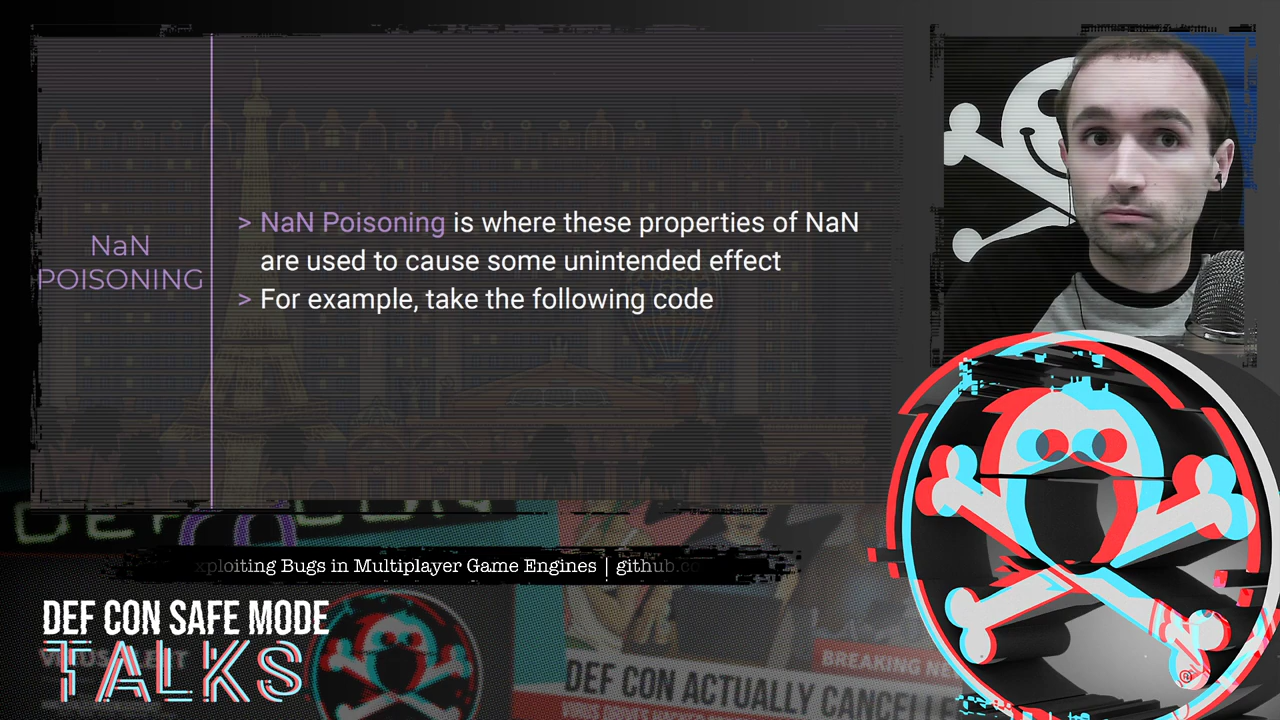 NaN
POISONING
> NaN Poisoning is where these properties of NaN
are used to cause some unintended effect
> For example, take the following code
DEF CON
xploiting Bugs in Multiplayer Game Engines | github.co
DEF CON SAFE MODE
TALKS
BREAKING NE
DEF CON ACTUALLY CANCELLE
®